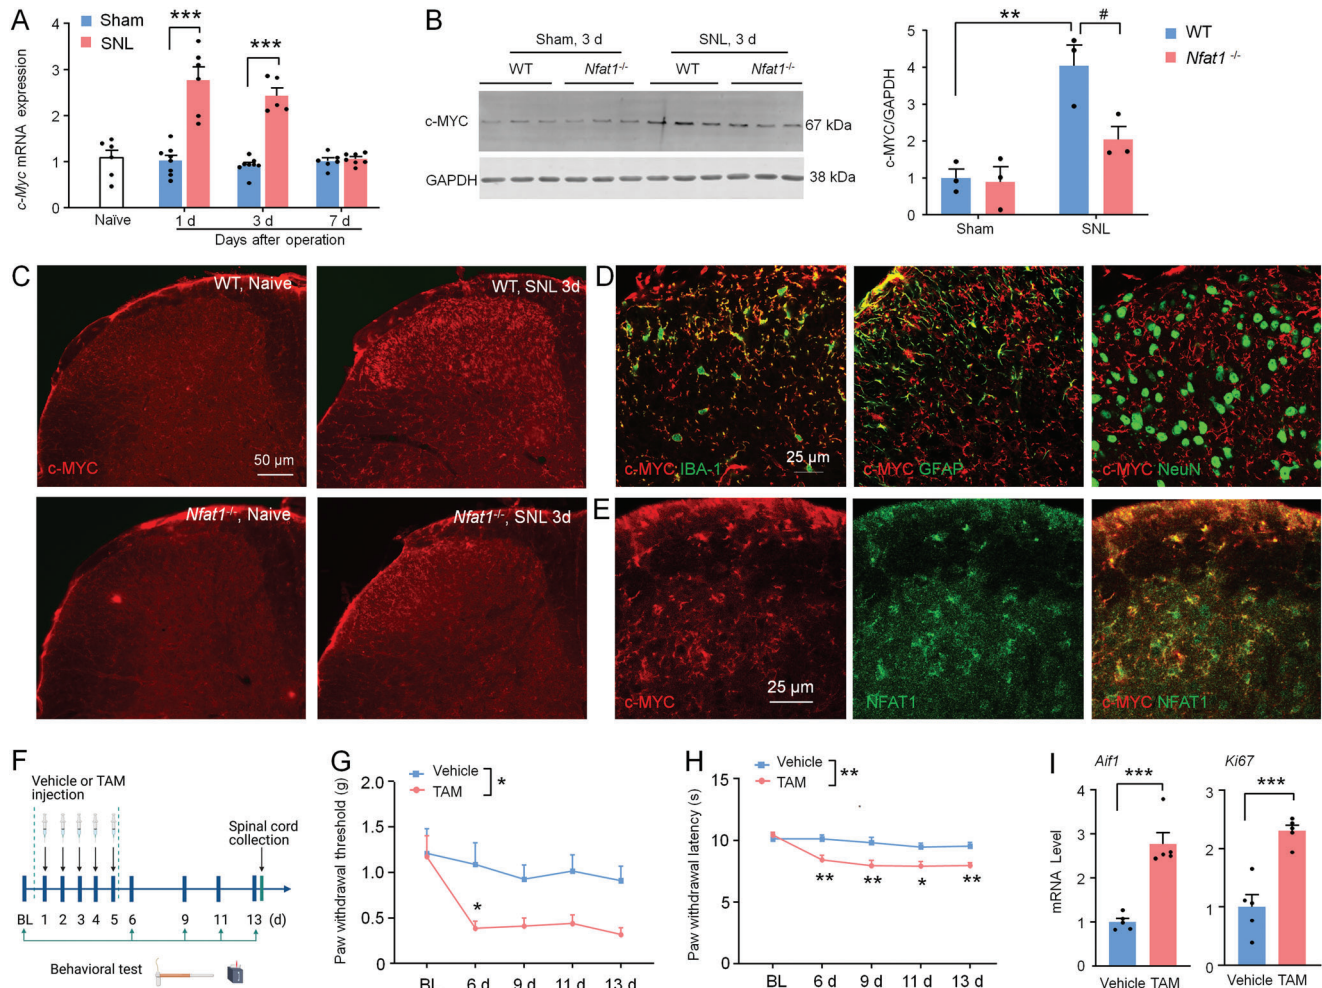 A
Sham
SNL
c-Myc mRNA expression
4
3
2
1
0
***
***
Naïve
1 d
3 d
7 d
Days after operation
B
Sham, 3 d
SNL, 3 d
WT
Nfat1-/-
WT
Nfat1-/-
c-MYC
67 kDa
GAPDH
38 kDa
c-MYC/GAPDH
5
4
3
2
1
0
**
#
WT
Nfat1 -/-
Sham
SNL
C
WT, Naive
c-MYC
50 µm
WT, SNL 3d
Nfat1-/-, Naive
Nfat1-/-, SNL 3d
D
c-MYC IBA-1
25 µm
c-MYC GFAP
c-MYC NeuN
E
c-MYC
25 µm
NFAT1
c-MYC NFAT1
F
Vehicle or TAM
injection
Spinal cord
collection
BL 1 2 3 4 5 6 9 11 13 (d)
Behavioral test
G
Vehicle
TAM
*
Paw withdrawal threshold (g)
2.0
1.5
1.0
0.5
0
*
BL 6 d 9 d 11 d 13 d
H
Vehicle
TAM
**
Paw withdrawal latency (s)
15
10
5
0
** ** * **
BL 6 d 9 d 11 d 13 d
I
Aif1
***
mRNA Level
4
3
2
1
0
Vehicle TAM
Ki67
***
3
2
1
0
Vehicle TAM